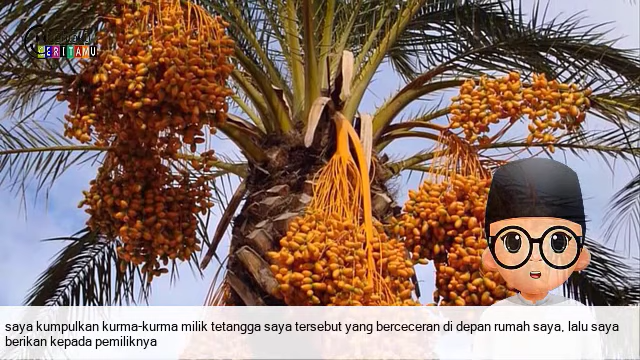 BERITAMU
saya kumpulkan kurma-kurma milik tetangga saya tersebut yang berceceran di depan rumah saya, lalu saya
berikan kepada pemiliknya